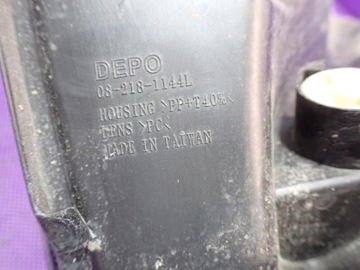 DEPO
08-218-1144L
HOUSING >PP+T40%<
LENS >PC<
MADE IN TAIWAN